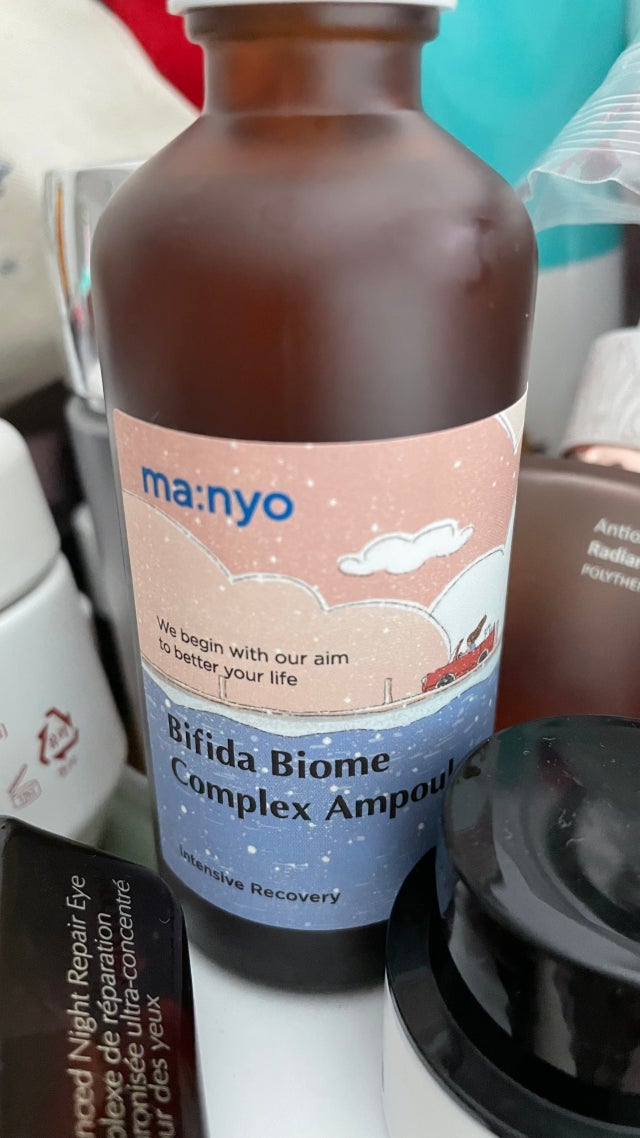 ma:nyo
We begin with our aim
to better your life
Bifida Biome
Complex Ampoul
Intensive Recovery
Antio
Radian
POLYTHE
nced Night Repair Eye
plexe de réparation
ronisée ultra-concentré
ur des yeux